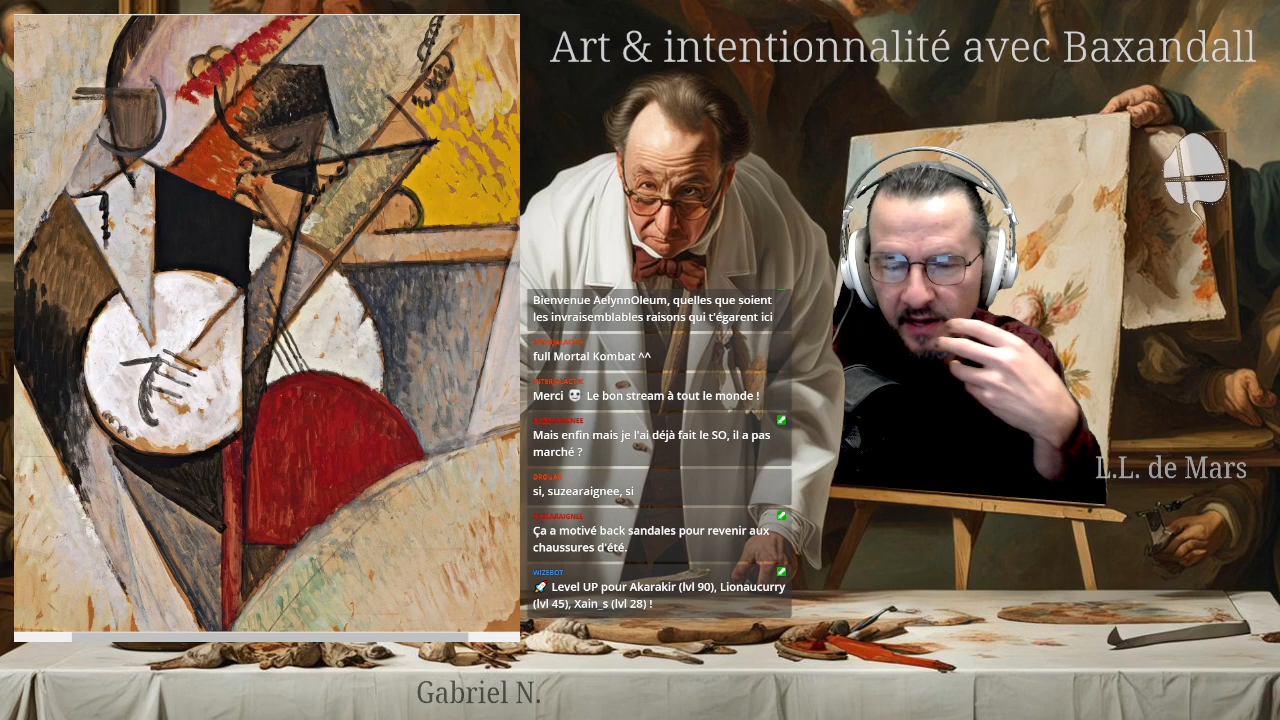 Art & intentionnalité avec Baxandall
Bienvenue AelynnOleum, quelles que soient
les invraisemblables raisons qui t'égarent ici
full Mortal Kombat ^^
Merci Le bon stream à tout le monde !
Mais enfin mais je l'ai déjà fait le SO, il a pas
marché ?
si, suzearaignee, si
SUZEARAIGNEE
Ça a motivé back sandales pour revenir aux
chaussures d'été.
WIZEBOT
🚀 Level UP pour Akarakir (lvl 90), Lionaucurry
(lvl 45), Xain_s (lvl 28) !
L.L. de Mars
Gabriel N.